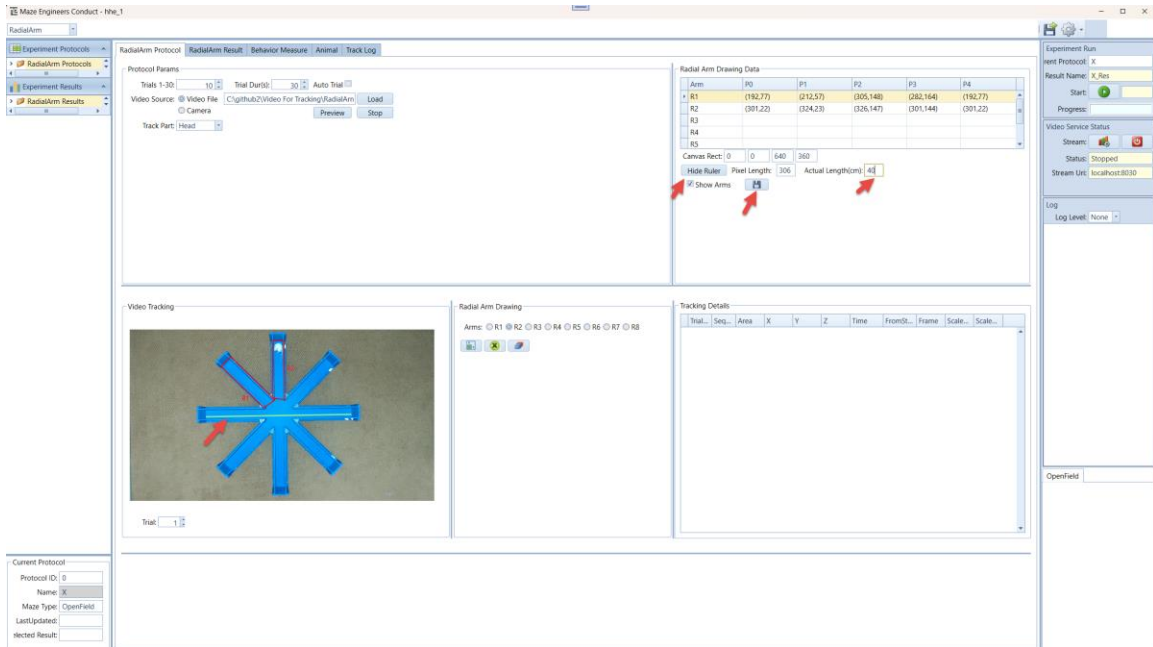 Maze Engineers Conduct - hhe_1
RadialArm
Experiment Protocols
RadialArm Protocols
Experiment Results
RadialArm Results
RadialArm Protocol RadialArm Result Behavior Measure Animal Track Log
Protocol Params
Trials 1-30: 10 Trial Dur(s): 30 Auto Trial
Video Source: Video File C:\github2\Video For Tracking\RadialArm Load
Camera Preview Stop
Track Part: Head
Radial Arm Drawing Data
Arm P0 P1 P2 P3 P4
R1 (192,77) (212,57) (305,148) (282,164) (192,77)
R2 (301,22) (324,23) (326,147) (301,144) (301,22)
R3
R4
R5
Canvas Rect: 0 0 640 360
Hide Ruler Pixel Length: 306 Actual Length(cm): 40
Show Arms
Video Tracking
R1
Trial: 1
Radial Arm Drawing
Arms: R1 R2 R3 R4 R5 R6 R7 R8
Tracking Details
Trial... Seq... Area X Y Z Time FromSt... Frame Scale... Scale...
Experiment Run
ient Protocol: X
Result Name: X_Res
Start:
Progress:
Video Service Status
Stream:
Status: Stopped
Stream Uri: localhost:8030
Log
Log Level: None
OpenField
Current Protocol
Protocol ID: 0
Name: X
Maze Type: OpenField
LastUpdated:
elected Result: